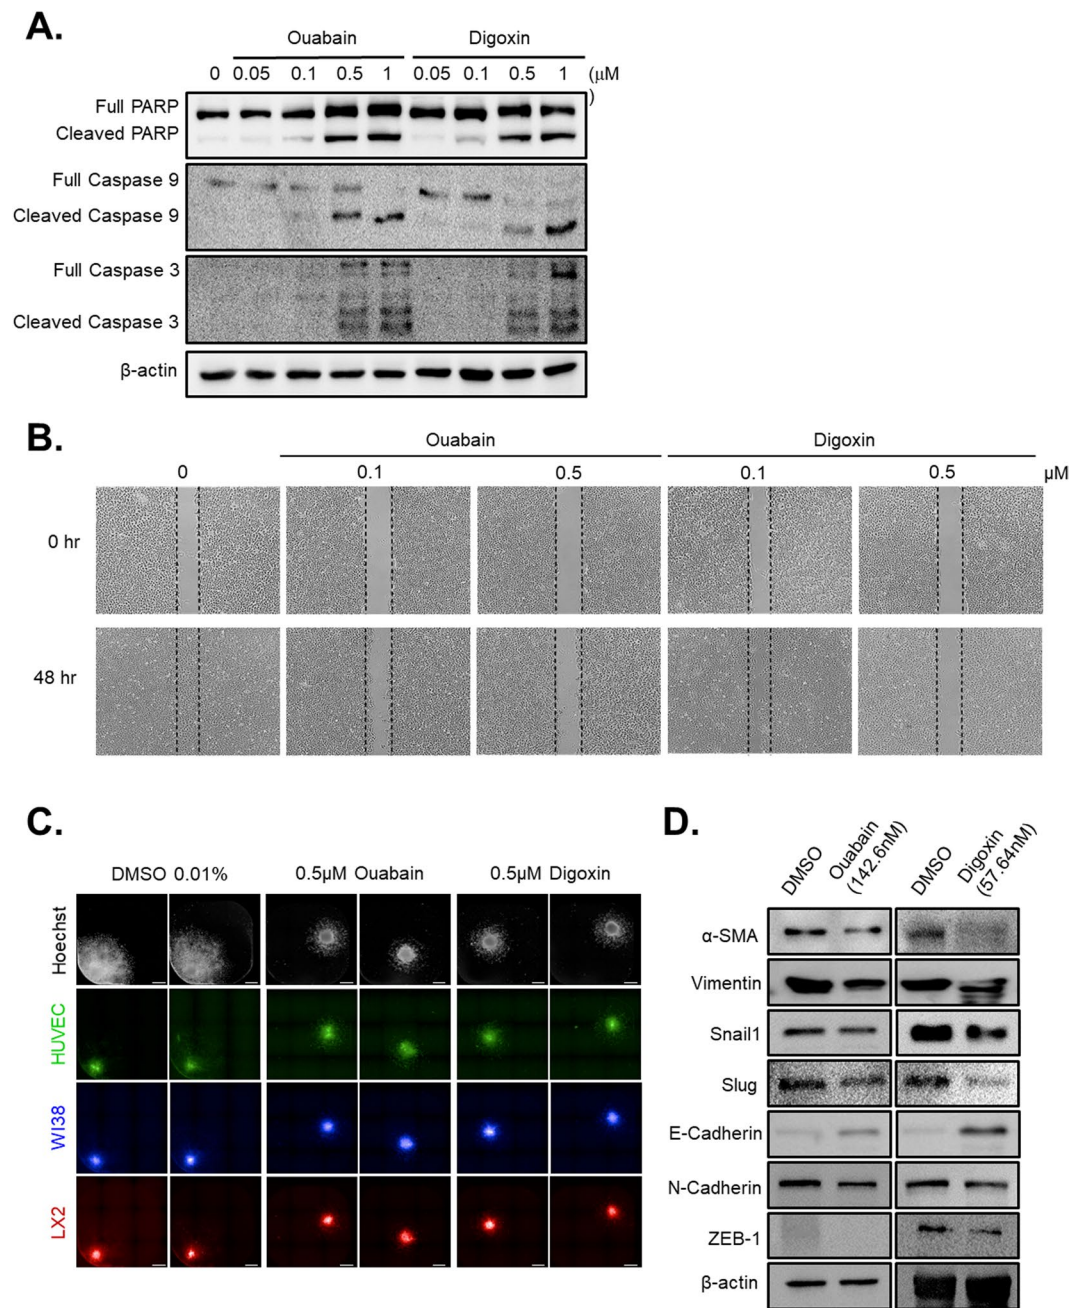 A.
Ouabain Digoxin
0 0.05 0.1 0.5 1 0.05 0.1 0.5 1 (μM
)
Full PARP
Cleaved PARP
Full Caspase 9
Cleaved Caspase 9
Full Caspase 3
Cleaved Caspase 3
β-actin
B.
Ouabain Digoxin
0 0.1 0.5 0.1 0.5 μM
0 hr
48 hr
C.
DMSO 0.01% 0.5μM Ouabain 0.5μM Digoxin
Hoechst
HUVEC
WI38
LX2
D.
DMSO
Ouabain
(142.6nM)
DMSO
Digoxin
(57.64nM)
α-SMA
Vimentin
Snail1
Slug
E-Cadherin
N-Cadherin
ZEB-1
β-actin